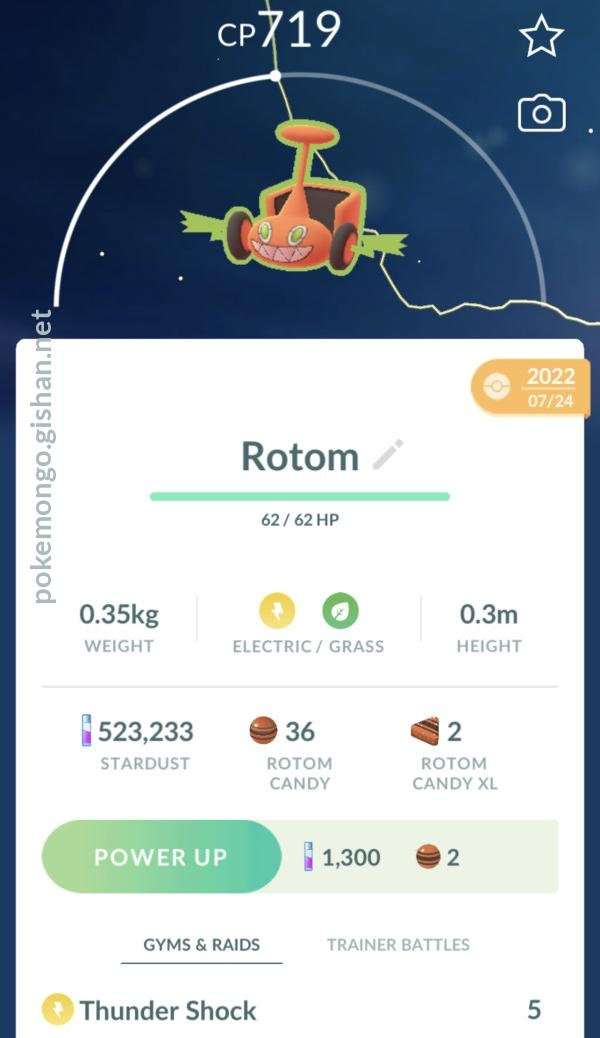 CP719
2022
07/24
pokemongo.gishan.net
Rotom
62 / 62 HP
0.35kg
WEIGHT
ELECTRIC / GRASS
0.3m
HEIGHT
523,233
STARDUST
36
ROTOM
CANDY
2
ROTOM
CANDY XL
POWER UP
1,300
2
GYMS & RAIDS
TRAINER BATTLES
Thunder Shock
5